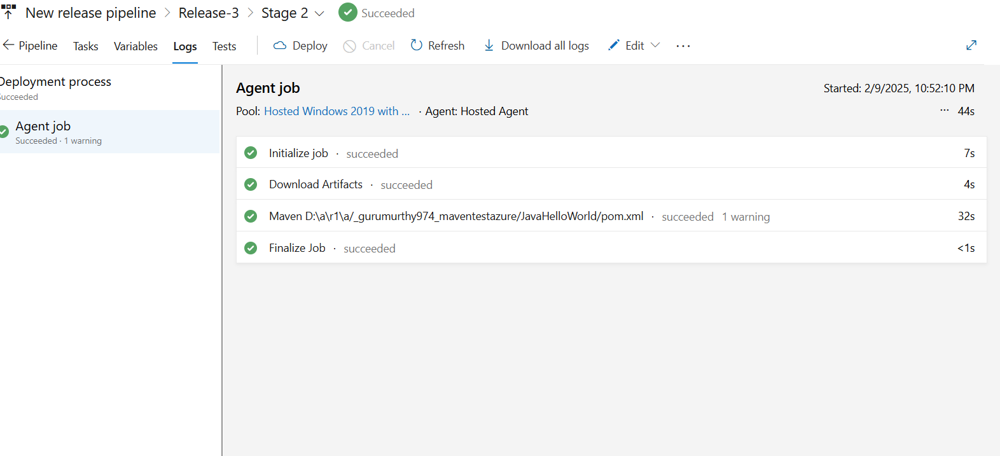 New release pipeline > Release-3 > Stage 2 Succeeded
Pipeline Tasks Variables Logs Tests Deploy Cancel Refresh Download all logs Edit ...
Deployment process
Succeeded
Agent job
Succeeded · 1 warning
Agent job Started: 2/9/2025, 10:52:10 PM
Pool: Hosted Windows 2019 with ... · Agent: Hosted Agent ... 44s
Initialize job · succeeded 7s
Download Artifacts · succeeded 4s
Maven D:\a\r1\a/_gurumurthy974_maventestazure/JavaHelloWorld/pom.xml · succeeded 1 warning 32s
Finalize Job · succeeded <1s